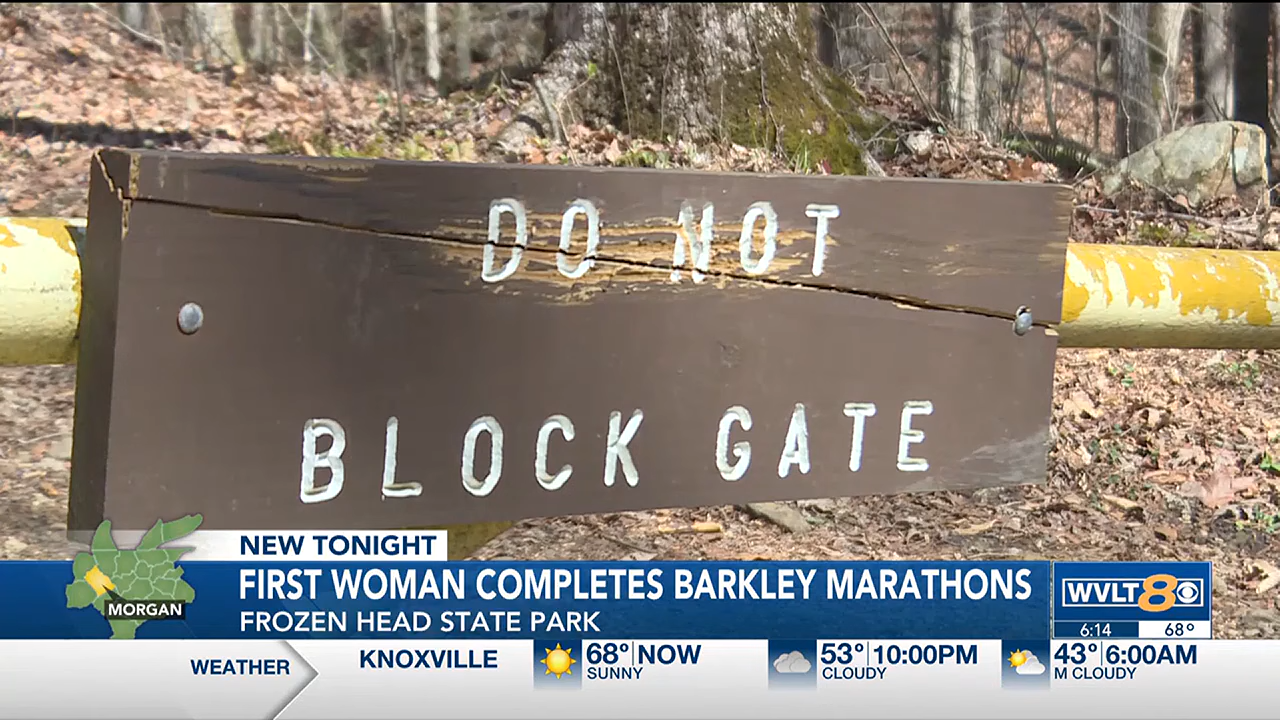 DO NOT
BLOCK GATE
NEW TONIGHT
FIRST WOMAN COMPLETES BARKLEY MARATHONS
FROZEN HEAD STATE PARK
MORGAN
WVLT 8
6:14 68°
WEATHER
KNOXVILLE
68° NOW
SUNNY
53° 10:00PM
CLOUDY
43° 6:00AM
M CLOUDY